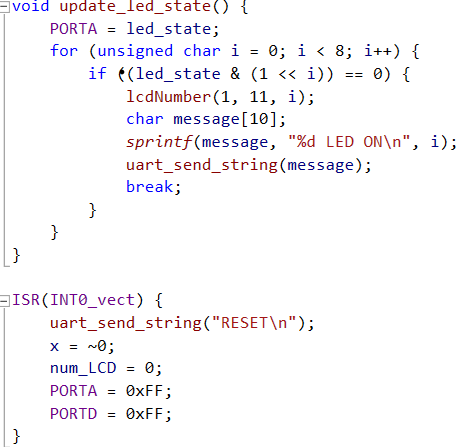 void update_led_state() {
    PORTA = led_state;
    for (unsigned char i = 0; i < 8; i++) {
        if ((led_state & (1 << i)) == 0) {
            lcdNumber(1, 11, i);
            char message[10];
            sprintf(message, "%d LED ON\n", i);
            uart_send_string(message);
            break;
        }
    }
}
ISR(INT0_vect) {
    uart_send_string("RESET\n");
    x = ~0;
    num_LCD = 0;
    PORTA = 0xFF;
    PORTD = 0xFF;
}